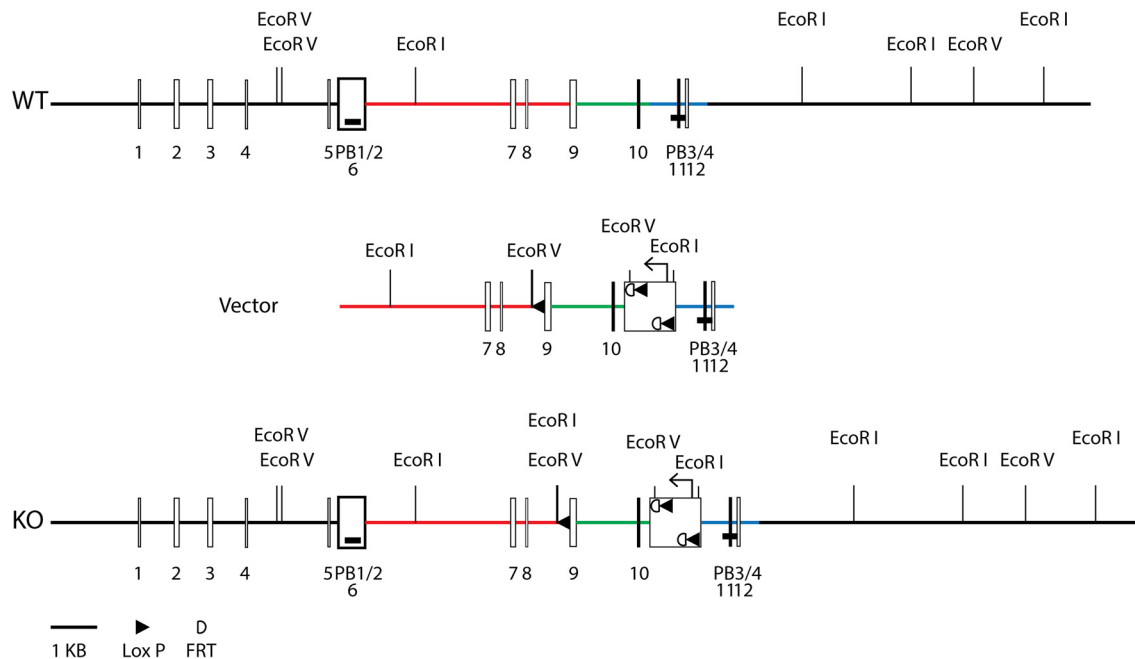 EcoR V
EcoR V EcoR I EcoR I EcoR I EcoR V EcoR I
WT
1 2 3 4 5 PB1/2 7 8 9 10 PB3/4
6 11 12
EcoR V
EcoR I EcoR V EcoR I
Vector
7 8 9 10 PB3/4
11 12
EcoR I
EcoR V EcoR V EcoR I EcoR I
EcoR V EcoR I EcoR V EcoR I EcoR I EcoR V
KO
1 2 3 4 5 PB1/2 7 8 9 10 PB3/4
6 11 12
1 KB Lox P FRT
D